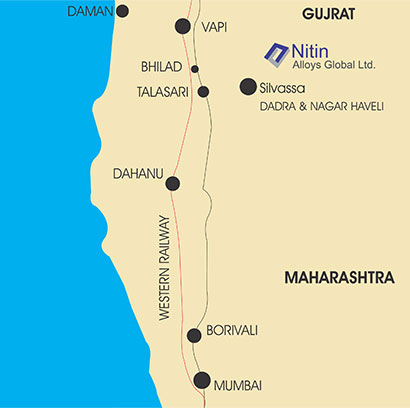 DAMAN
GUJRAT
VAPI
Nitin
Alloys Global Ltd.
BHILAD
TALASARI
Silvassa
DADRA & NAGAR HAVELI
DAHANU
WESTERN RAILWAY
MAHARASHTRA
BORIVALI
MUMBAI